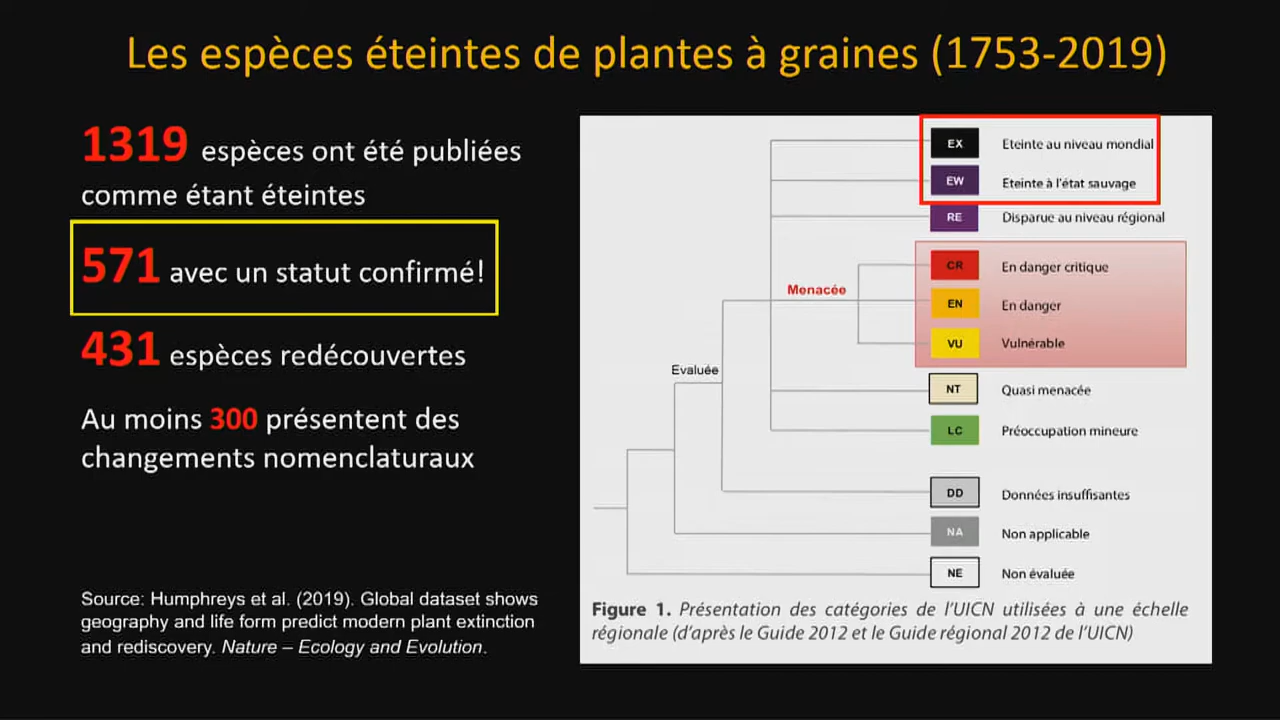 Les espèces éteintes de plantes à graines (1753-2019)
1319 espèces ont été publiées
comme étant éteintes
571 avec un statut confirmé!
431 espèces redécouvertes
Au moins 300 présentent des
changements nomenclaturaux
Source: Humphreys et al. (2019). Global dataset shows
geography and life form predict modern plant extinction
and rediscovery. Nature – Ecology and Evolution.
EX Eteinte au niveau mondial
EW Eteinte à l'état sauvage
RE Disparue au niveau régional
CR En danger critique
Menacée
EN En danger
VU Vulnérable
Evaluée
NT Quasi menacée
LC Préoccupation mineure
DD Données insuffisantes
NA Non applicable
NE Non évaluée
Figure 1. Présentation des catégories de l'UICN utilisées à une échelle
régionale (d'après le Guide 2012 et le Guide régional 2012 de l'UICN)